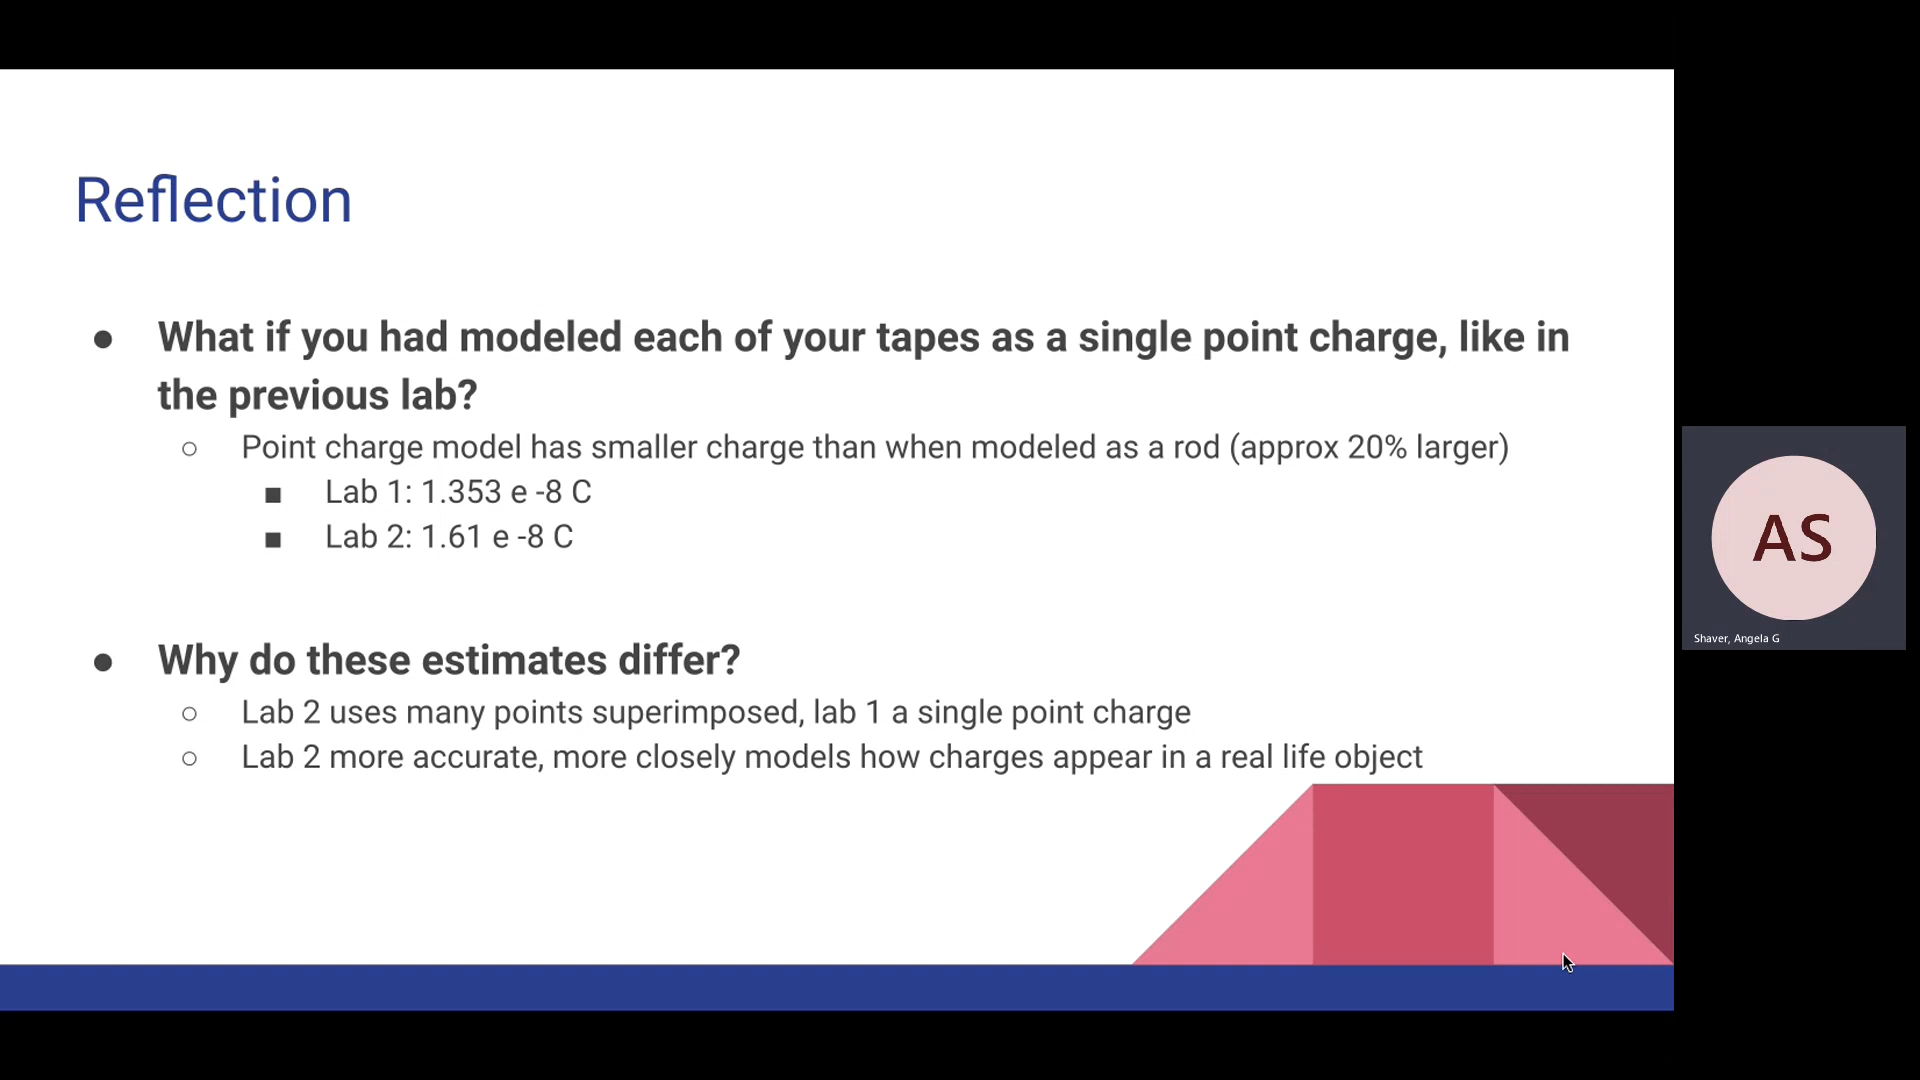 Reflection
● What if you had modeled each of your tapes as a single point charge, like in
the previous lab?
○ Point charge model has smaller charge than when modeled as a rod (approx 20% larger)
■ Lab 1: 1.353 e -8 C
■ Lab 2: 1.61 e -8 C
● Why do these estimates differ?
○ Lab 2 uses many points superimposed, lab 1 a single point charge
○ Lab 2 more accurate, more closely models how charges appear in a real life object
AS
Shaver, Angela G